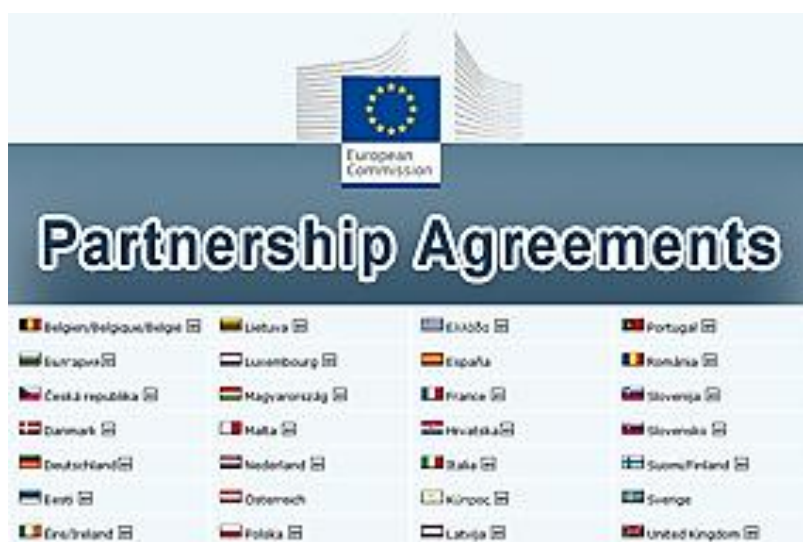 European
Commission
Partnership Agreements
Belgien/Belgique/België
Lietuva
Ελλάδα
Portugal
България
Luxembourg
España
România
Česká republika
Magyarország
France
Slovenija
Danmark
Malta
Hrvatska
Slovensko
Deutschland
Nederland
Italia
Suomi/Finland
Eesti
Österreich
Κύπρος
Sverige
Éire/Ireland
Polska
Latvija
United Kingdom